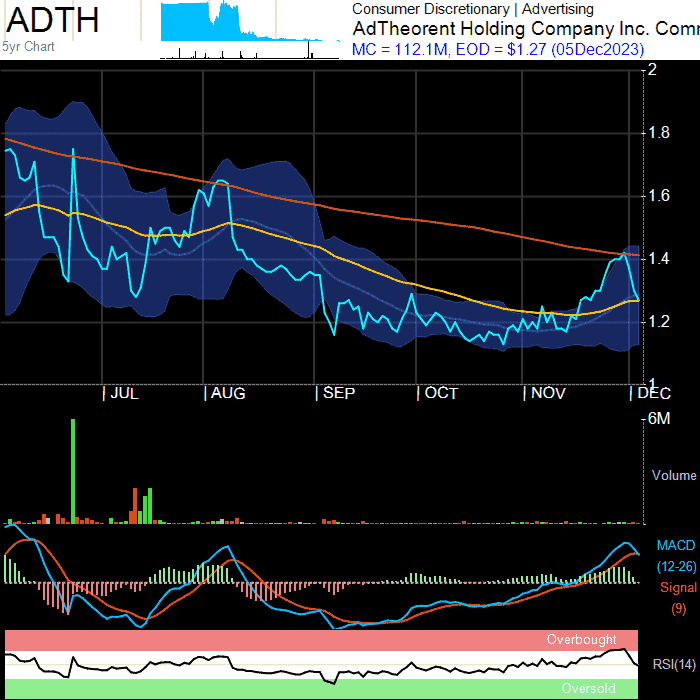 ADTH
5yr Chart
Consumer Discretionary | Advertising
AdTheorent Holding Company Inc. Comr
MC = 112.1M, EOD = $1.27 (05Dec2023)
2
1.8
1.6
1.4
1.2
1
JUL
AUG
SEP
OCT
NOV
DEC
6M
Volume
MACD
(12-26)
Signal
(9)
Overbought
RSI(14)
Oversold